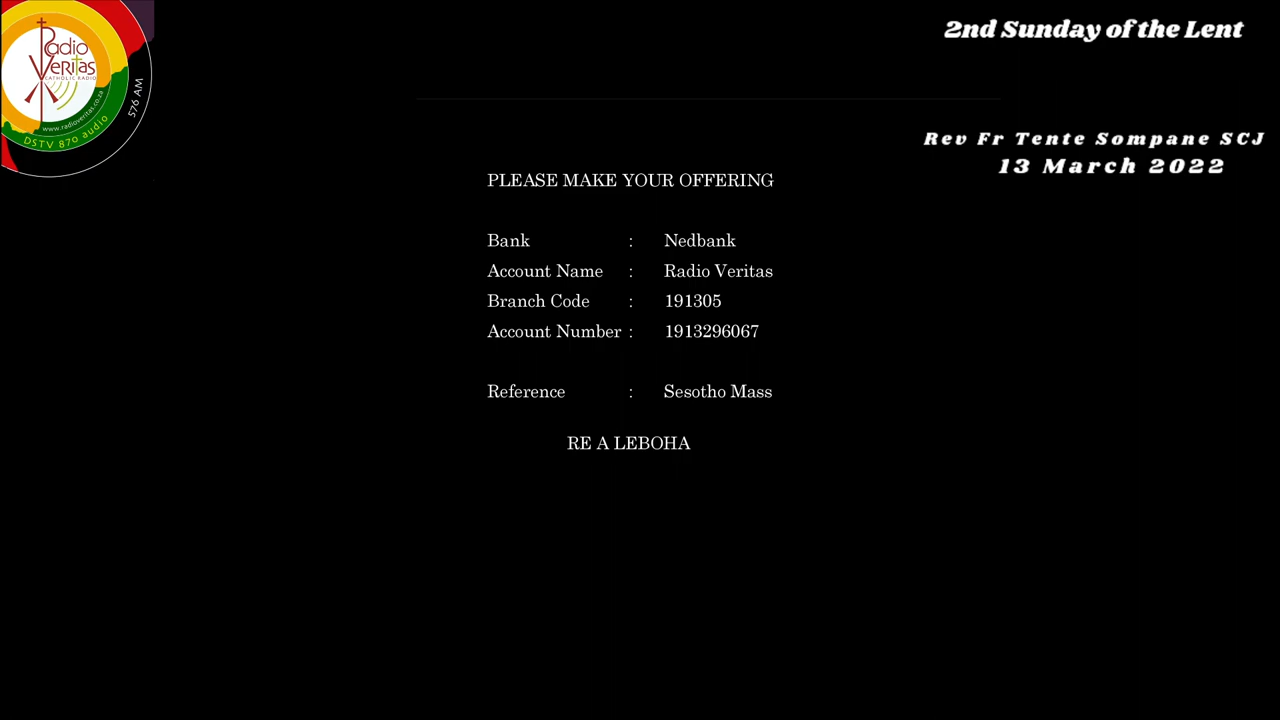 Radio
Veritas
CATHOLIC RADIO
www.radioveritas.co.za
DSTV 870 audio
576 AM
2nd Sunday of the Lent
Rev Fr Tente Sompane SCJ
13 March 2022
PLEASE MAKE YOUR OFFERING
Bank : Nedbank
Account Name : Radio Veritas
Branch Code : 191305
Account Number : 1913296067
Reference : Sesotho Mass
RE A LEBOHA